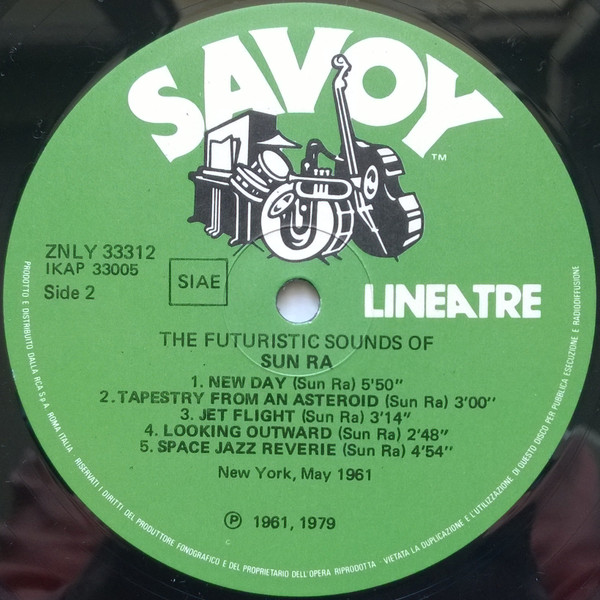 SAVOY
TM
ZNLY 33312
IKAP 33005
Side 2
SIAE
LINEATRE
THE FUTURISTIC SOUNDS OF
SUN RA
1. NEW DAY (Sun Ra) 5'50"
2. TAPESTRY FROM AN ASTEROID (Sun Ra) 3'00"
3. JET FLIGHT (Sun Ra) 3'14"
4. LOOKING OUTWARD (Sun Ra) 2'48"
5. SPACE JAZZ REVERIE (Sun Ra) 4'54"
New York, May 1961
℗ 1961, 1979
PRODOTTO E DISTRIBUITO DALLA RCA S.p.A. ROMA ITALIA - RISERVATI I DIRITTI DEL PRODUTTORE FONOGRAFICO E DEL PROPRIETARIO DELL'OPERA RIPRODOTTA - VIETATA LA DUPLICAZIONE E L'UTILIZZAZIONE DI QUESTO DISCO PER PUBBLICA ESECUZIONE E RADIODIFFUSIONE